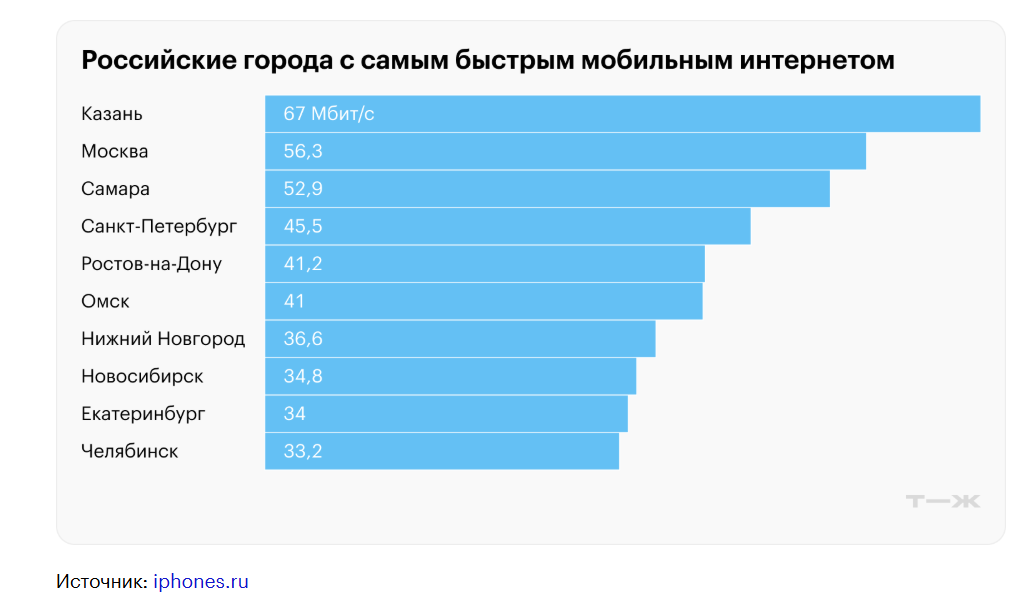 Российские города с самым быстрым мобильным интернетом
Казань 67 Мбит/с
Москва 56,3
Самара 52,9
Санкт-Петербург 45,5
Ростов-на-Дону 41,2
Омск 41
Нижний Новгород 36,6
Новосибирск 34,8
Екатеринбург 34
Челябинск 33,2
Т—Ж
Источник: iphones.ru